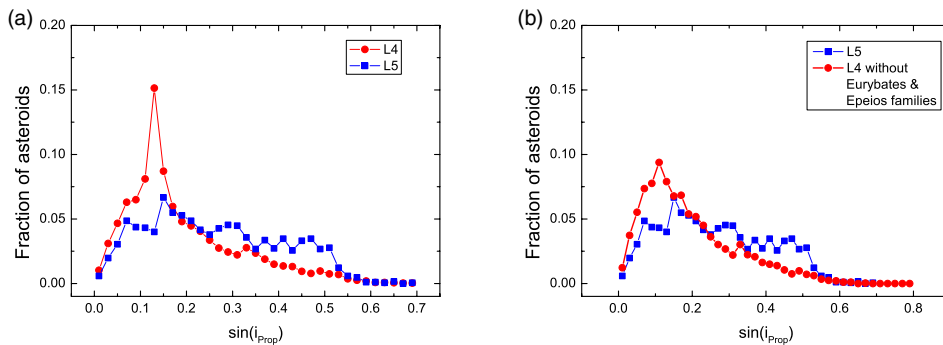 (a)
0.20
0.15
0.10
0.05
0.00
Fraction of asteroids
L4
L5
0.0 0.1 0.2 0.3 0.4 0.5 0.6 0.7
sin(i_Prop)
(b)
0.20
0.15
0.10
0.05
0.00
Fraction of asteroids
L5
L4 without
Eurybates &
Epeios families
0.0 0.2 0.4 0.6 0.8
sin(i_Prop)